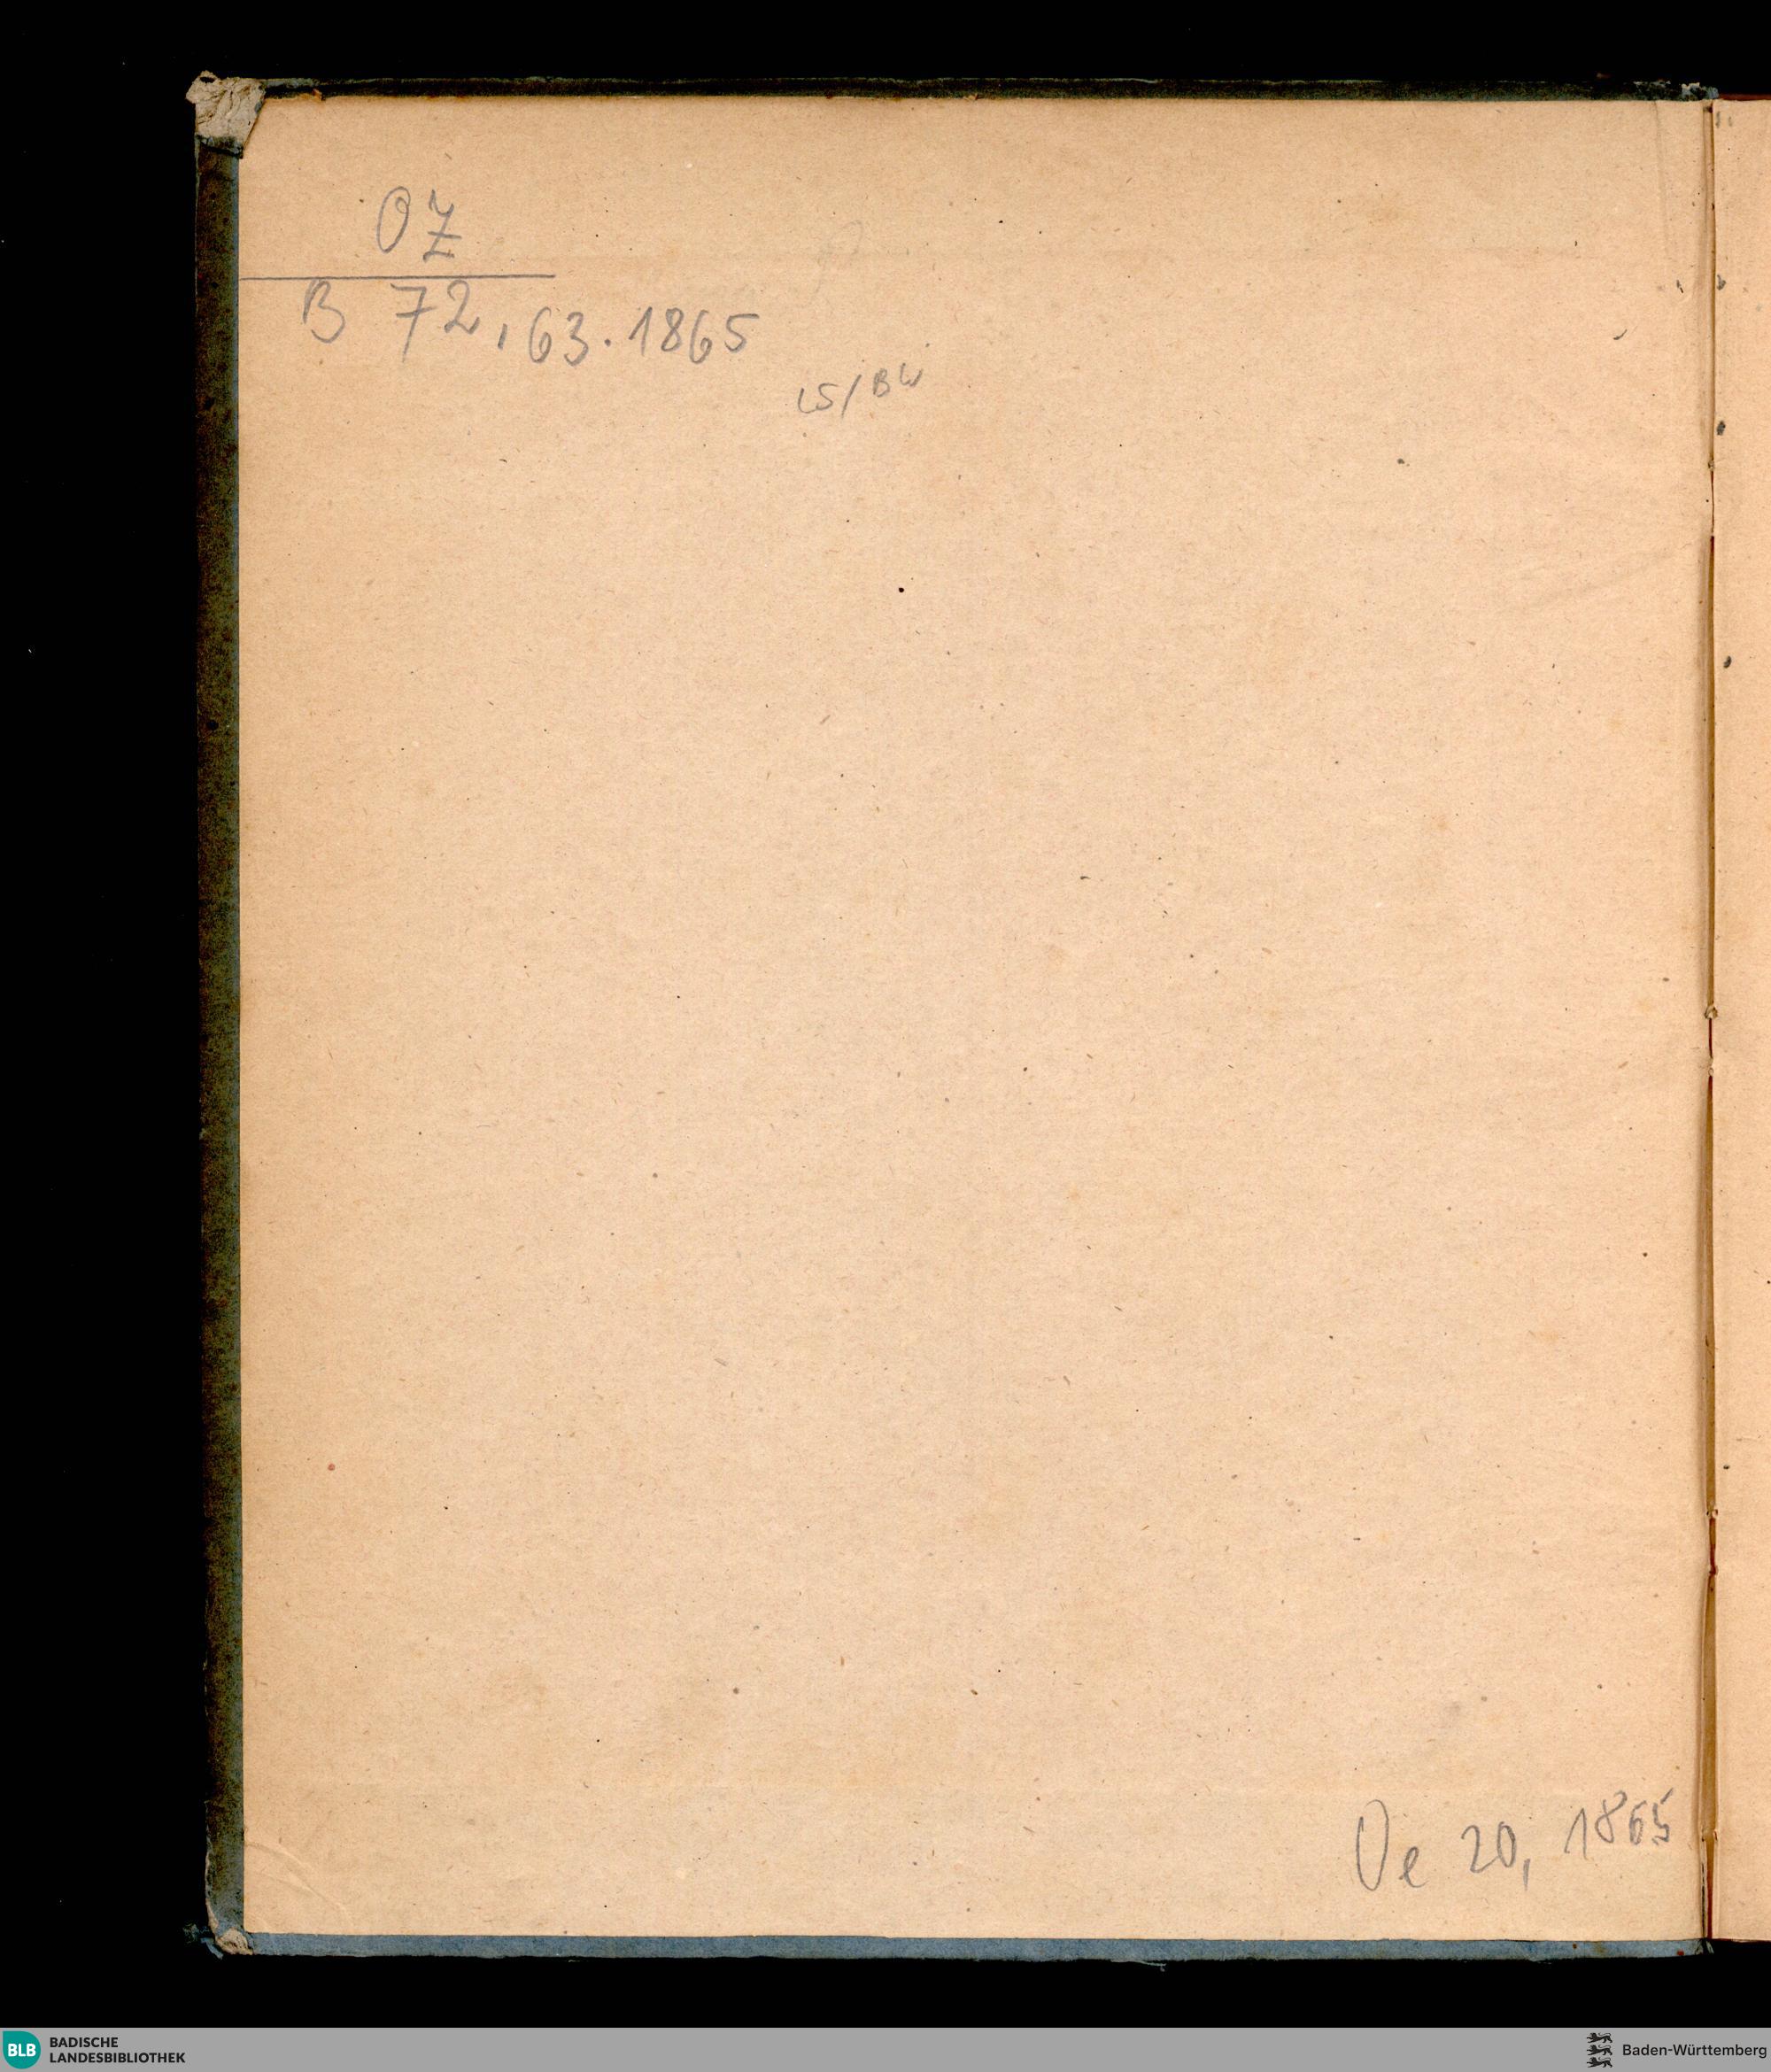 OZ
B 72,63.1865
LS/BW
Oe 20, 1865
BLB BADISCHE
LANDESBIBLIOTHEK
Baden-Württemberg